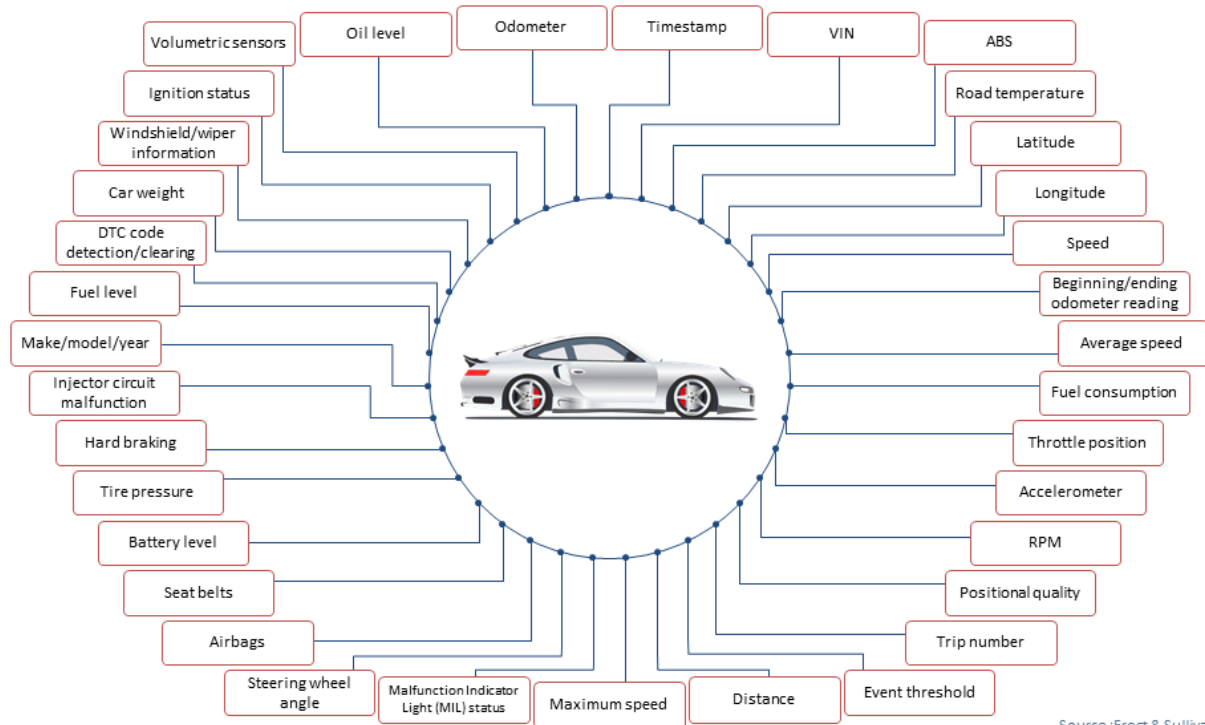 Volumetric sensors
Oil level
Odometer
Timestamp
VIN
ABS
Ignition status
Road temperature
Windshield/wiper
information
Latitude
Car weight
Longitude
DTC code
detection/clearing
Speed
Fuel level
Beginning/ending
odometer reading
Make/model/year
Average speed
Injector circuit
malfunction
Fuel consumption
Hard braking
Throttle position
Tire pressure
Accelerometer
Battery level
RPM
Seat belts
Positional quality
Airbags
Trip number
Steering wheel
angle
Malfunction Indicator
Light (MIL) status
Maximum speed
Distance
Event threshold